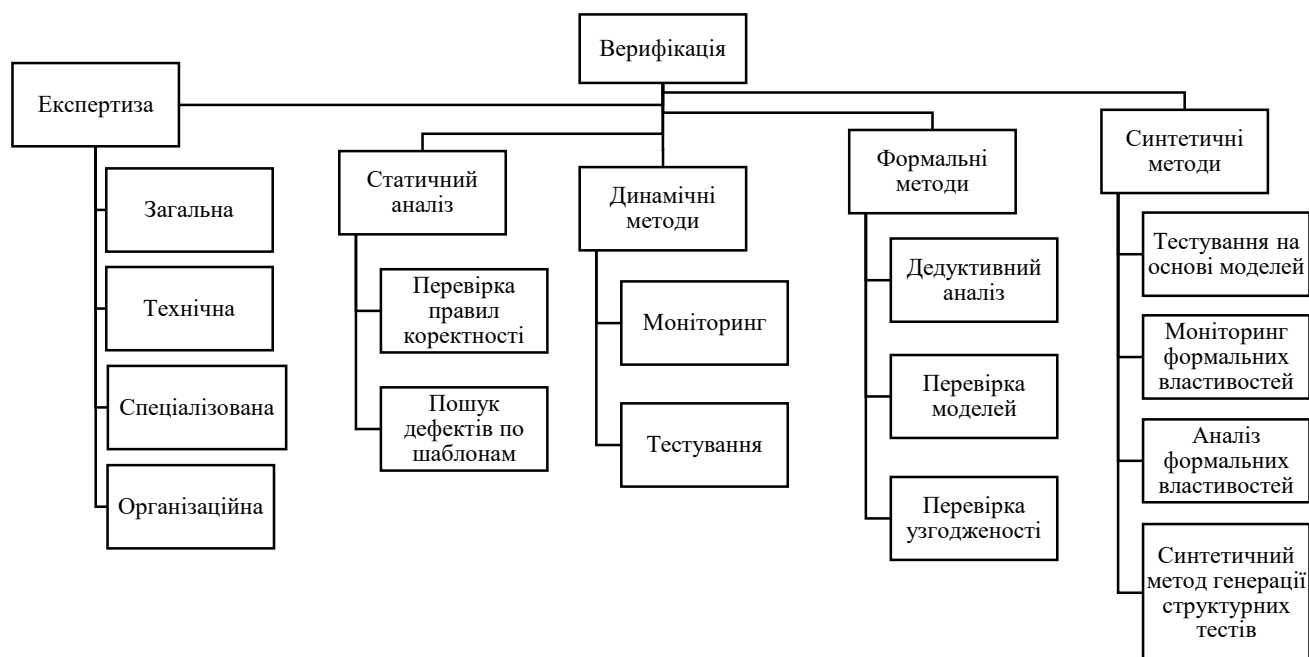 Верифікація
Експертиза
Загальна
Технічна
Спеціалізована
Організаційна
Статичний
аналіз
Перевірка
правил
коректності
Пошук
дефектів по
шаблонам
Динамічні
методи
Моніторинг
Тестування
Формальні
методи
Дедуктивний
аналіз
Перевірка
моделей
Перевірка
узгодженості
Синтетичні
методи
Тестування на
основі моделей
Моніторинг
формальних
властивостей
Аналіз
формальних
властивостей
Синтетичний
метод генерації
структурних
тестів